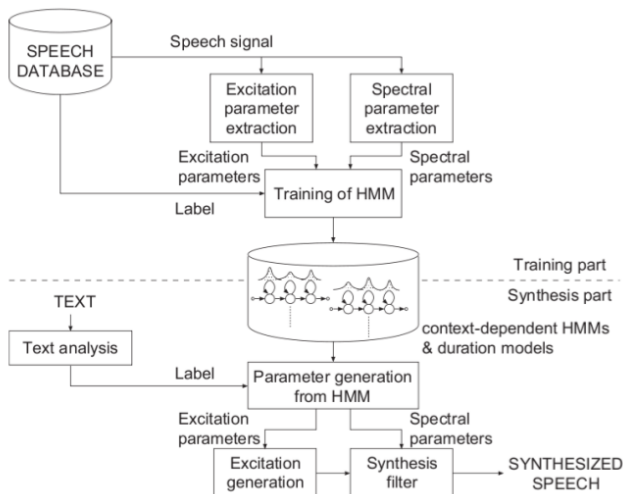 SPEECH
DATABASE
Speech signal
Excitation
parameter
extraction
Spectral
parameter
extraction
Excitation
parameters
Spectral
parameters
Training of HMM
Label
Training part
Synthesis part
TEXT
context-dependent HMMs
& duration models
Text analysis
Label
Parameter generation
from HMM
Excitation
parameters
Spectral
parameters
Excitation
generation
Synthesis
filter
SYNTHESIZED
SPEECH